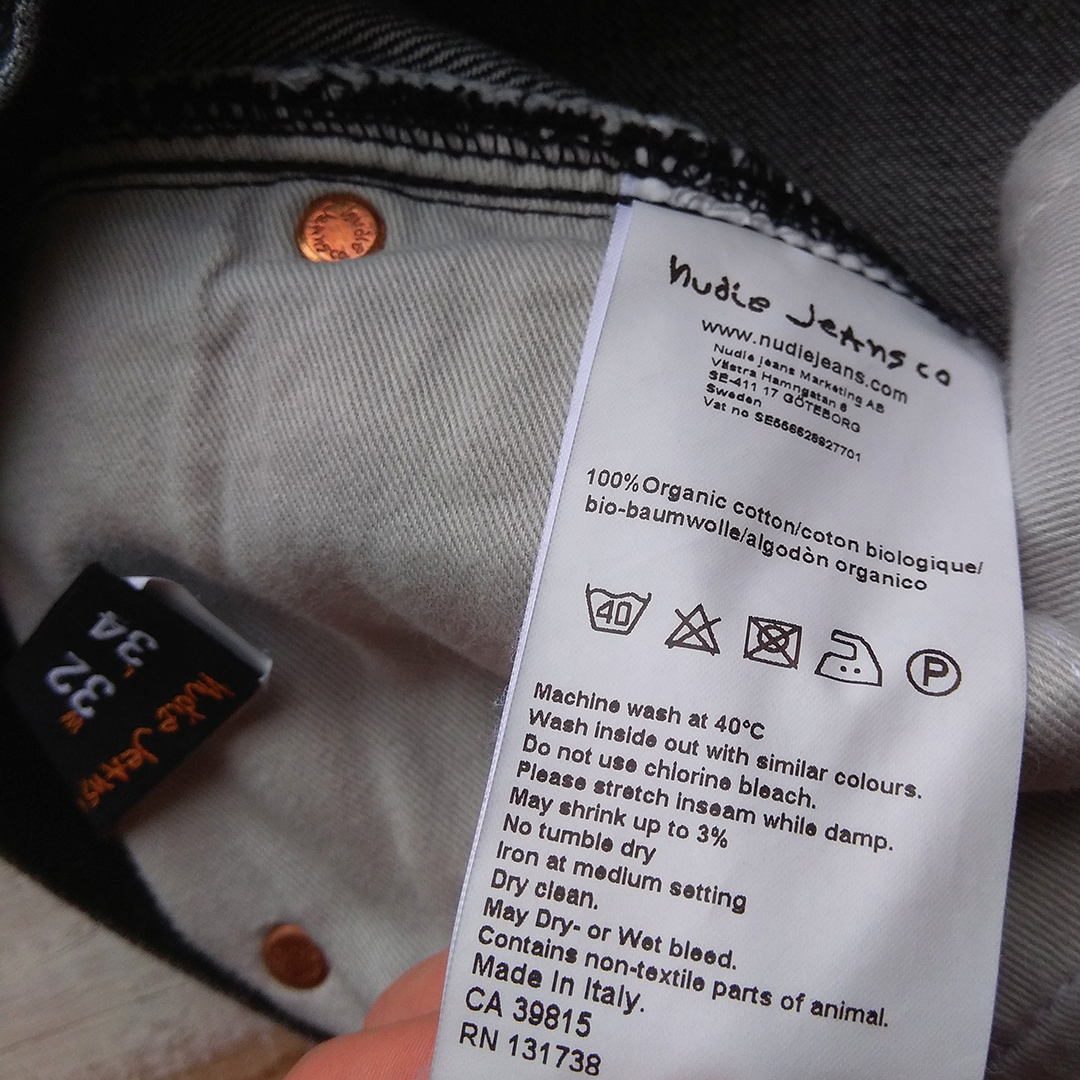 nudie Jeans co
www.nudiejeans.com
Nudie Jeans Marketing AB
Västra Hamngatan 6
SE-411 17 GÖTEBORG
Sweden
Vat no SE556628927701
100% Organic cotton/coton biologique/
bio-baumwolle/algodòn organico
40
P
Machine wash at 40°C
Wash inside out with similar colours.
Do not use chlorine bleach.
Please stretch inseam while damp.
May shrink up to 3%
No tumble dry
Iron at medium setting
Dry clean.
May Dry- or Wet bleed.
Contains non-textile parts of animal.
Made In Italy.
CA 39815
RN 131738
Nudie Jeans
W 32
L 34